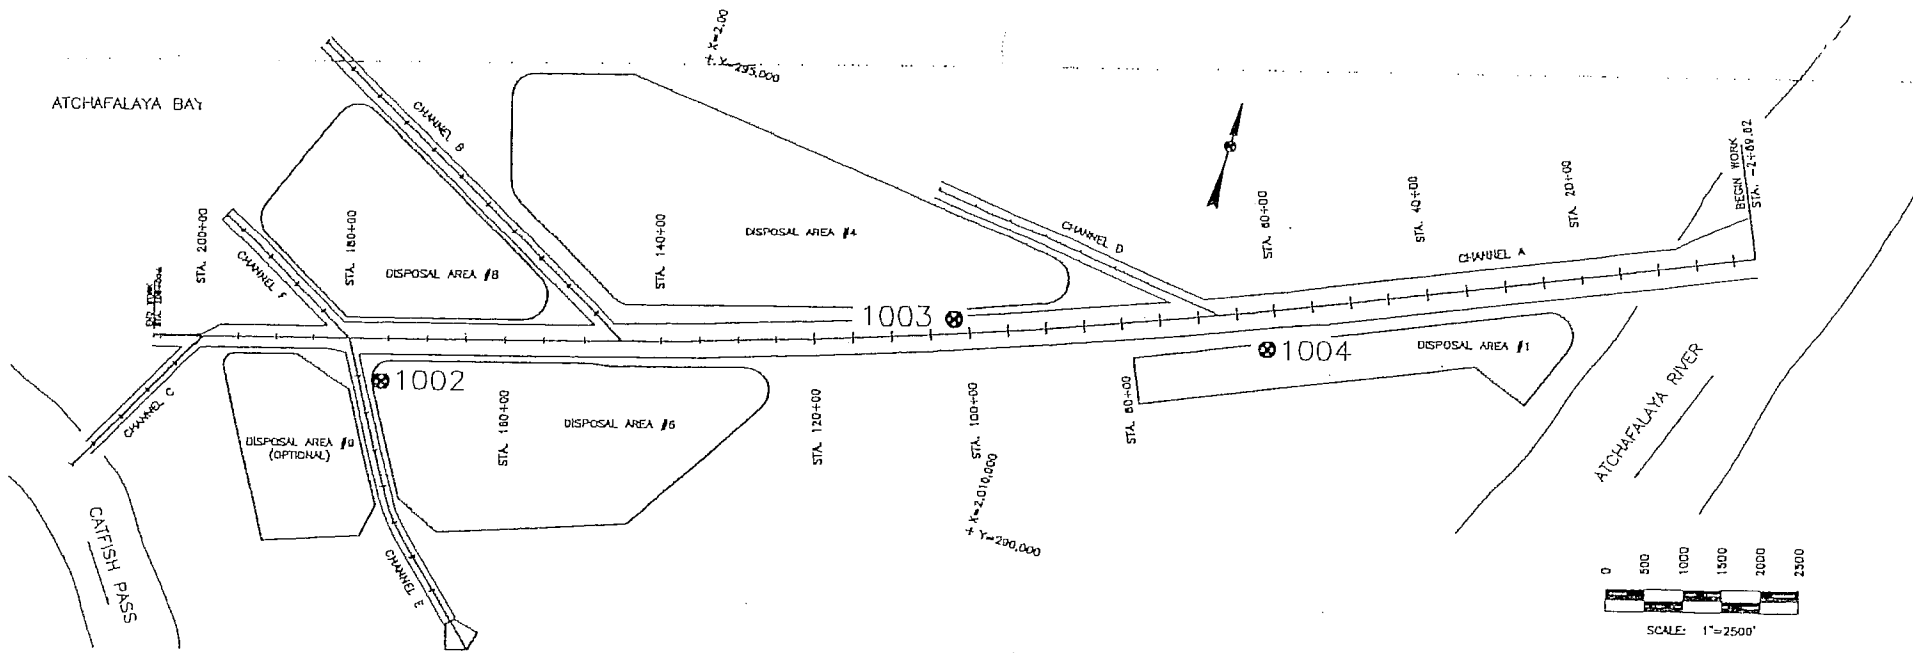 + X=2,00
+ Y=295,000
ATCHAFALAYA BAY
CHANNEL B
BEGIN WORK
STA. -2+69.02
STA. 200+00
STA. 180+00
STA. 140+00
DISPOSAL AREA #4
CHANNEL D
STA. 60+00
STA. 40+00
STA. 20+00
CHANNEL F
DISPOSAL AREA #8
CHANNEL A
1003
1004
DISPOSAL AREA #1
1002
CHANNEL C
DISPOSAL AREA #9
(OPTIONAL)
STA. 160+00
DISPOSAL AREA #6
STA. 120+00
STA. 100+00
STA. 80+00
ATCHAFALAYA RIVER
X=2,010,000
+ Y=290,000
CATFISH PASS
CHANNEL E
0 500 1000 1500 2000 2500
SCALE: 1"=2500'